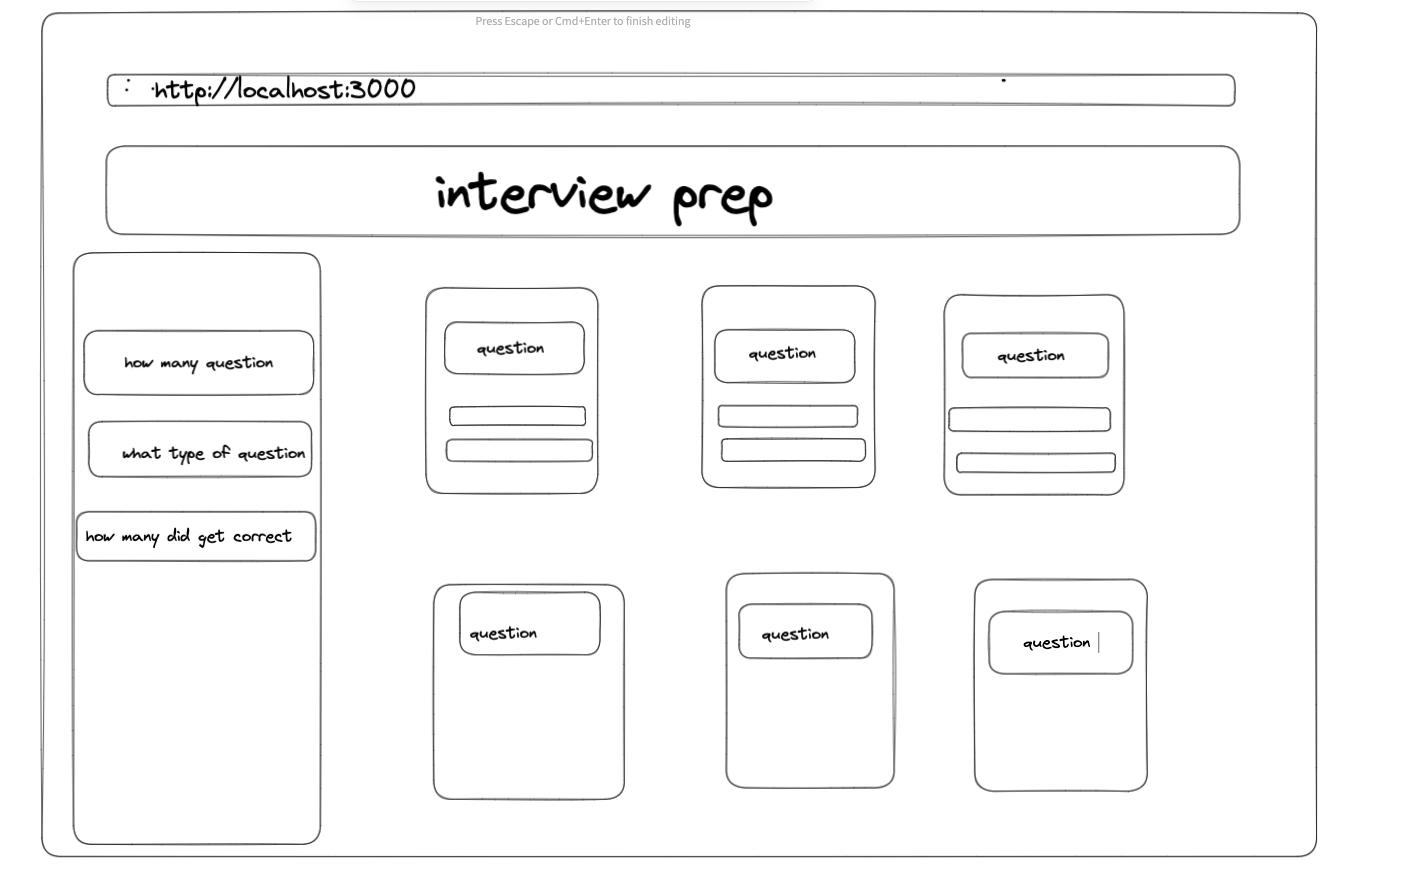 Press Escape or Cmd+Enter to finish editing
http://localhost:3000
interview prep
how many question
what type of question
how many did get correct
question
question
question
question
question
question